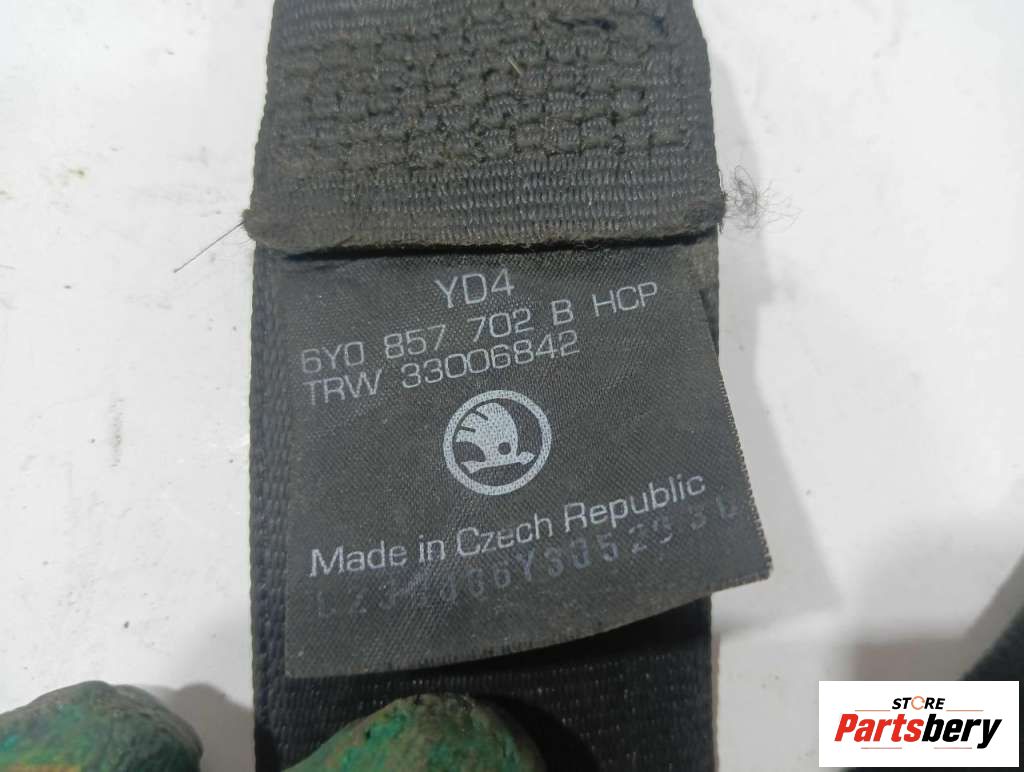 YD4
6Y0 857 702 B HCP
TRW 33006842
Made in Czech Republic
STORE
Partsbery